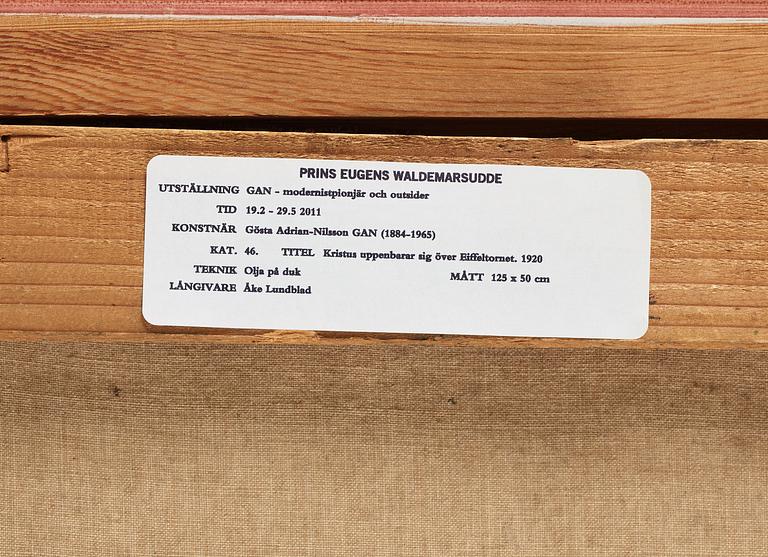 PRINS EUGENS WALDEMARSUDDE
UTSTÄLLNING GAN - modernistpionjär och outsider
TID 19.2 - 29.5 2011
KONSTNÄR Gösta Adrian-Nilsson GAN (1884-1965)
KAT. 46. TITEL Kristus uppenbarar sig över Eiffeltornet. 1920
TEKNIK Olja på duk MÅTT 125 x 50 cm
LÅNGIVARE Åke Lundblad